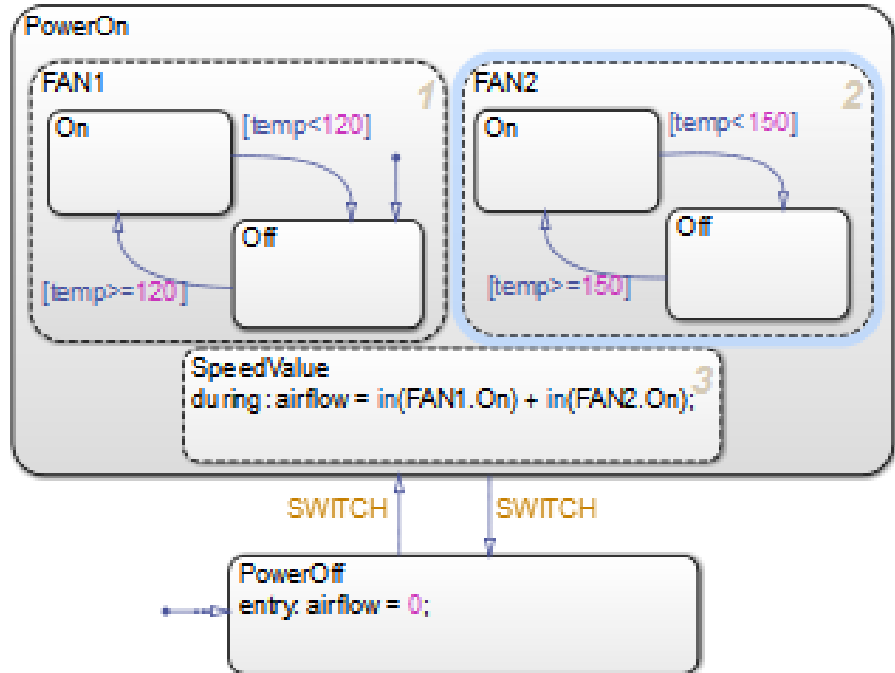 PowerOn
FAN1
1
On
[temp<120]
Off
[temp>=120]
FAN2
2
On
[temp<150]
Off
[temp>=150]
SpeedValue
3
during: airflow = in(FAN1.On) + in(FAN2.On);
SWITCH
SWITCH
PowerOff
entry: airflow = 0;